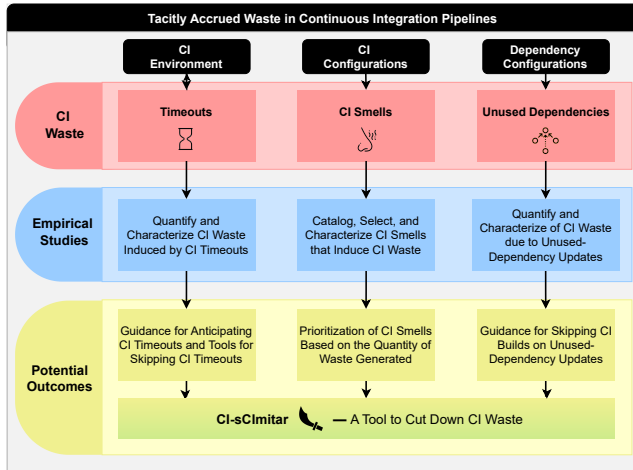 Tacitly Accrued Waste in Continuous Integration Pipelines
CI
Environment
CI
Configurations
Dependency
Configurations
CI
Waste
Timeouts
CI Smells
Unused Dependencies
Empirical
Studies
Quantify and
Characterize CI Waste
Induced by CI Timeouts
Catalog, Select, and
Characterize CI Smells
that Induce CI Waste
Quantify and
Characterize of CI Waste
due to Unused-
Dependency Updates
Potential
Outcomes
Guidance for Anticipating
CI Timeouts and Tools for
Skipping CI Timeouts
Prioritization of CI Smells
Based on the Quantity of
Waste Generated
Guidance for Skipping CI
Builds on Unused-
Dependency Updates
CI-sCImitar — A Tool to Cut Down CI Waste